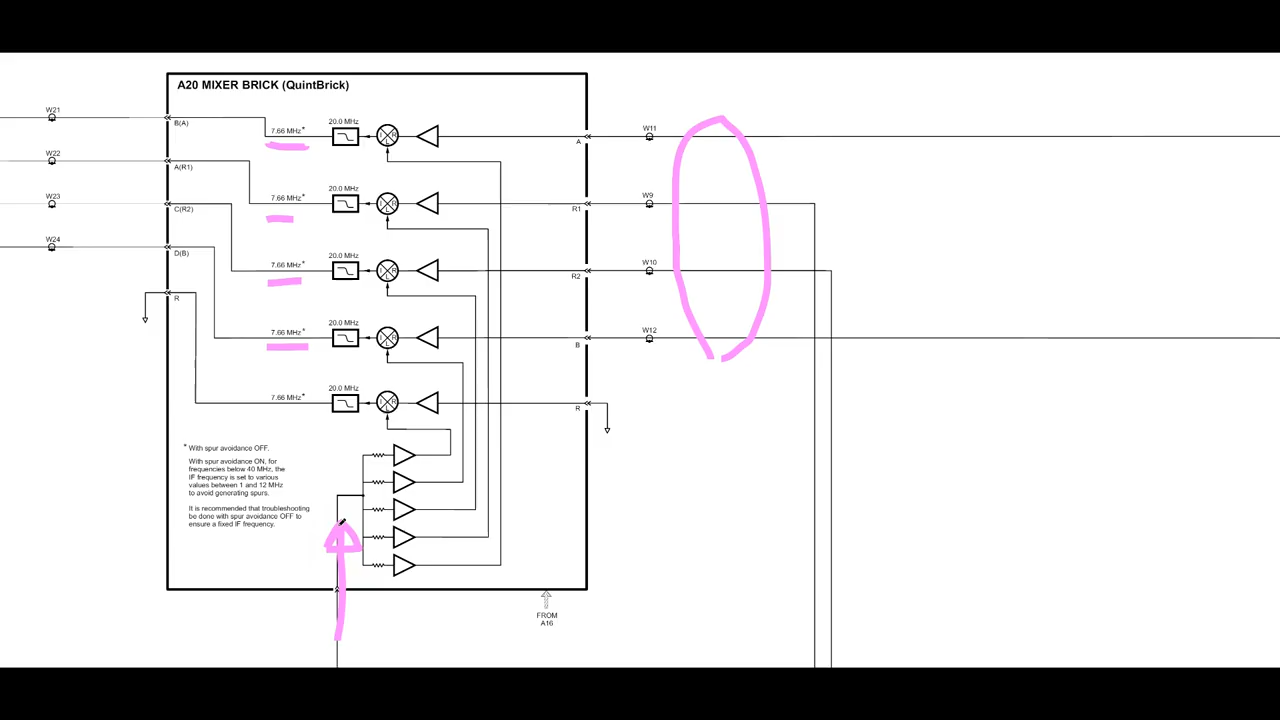 A20 MIXER BRICK (QuintBrick)
W21
B(A)
7.66 MHz*
20.0 MHz
I R
L
A
W11
W22
A(R1)
7.66 MHz*
20.0 MHz
I R
L
R1
W9
W23
C(R2)
7.66 MHz*
20.0 MHz
I R
L
R2
W10
W24
D(B)
7.66 MHz*
20.0 MHz
I R
L
B
W12
R
7.66 MHz*
20.0 MHz
I R
L
R
* With spur avoidance OFF.
With spur avoidance ON, for
frequencies below 40 MHz, the
IF frequency is set to various
values between 1 and 12 MHz
to avoid generating spurs.
It is recommended that troubleshooting
be done with spur avoidance OFF to
ensure a fixed IF frequency.
FROM
A16